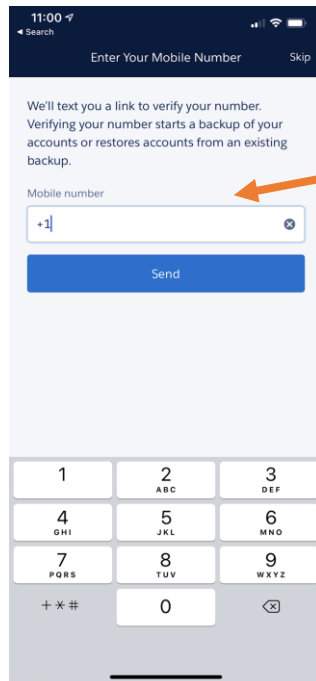 11:00
Search
Enter Your Mobile Number Skip
We'll text you a link to verify your number.
Verifying your number starts a backup of your
accounts or restores accounts from an existing
backup.
Mobile number
+1
Send
1 2 3
ABC DEF
4 5 6
GHI JKL MNO
7 8 9
PQRS TUV WXYZ
+*# 0